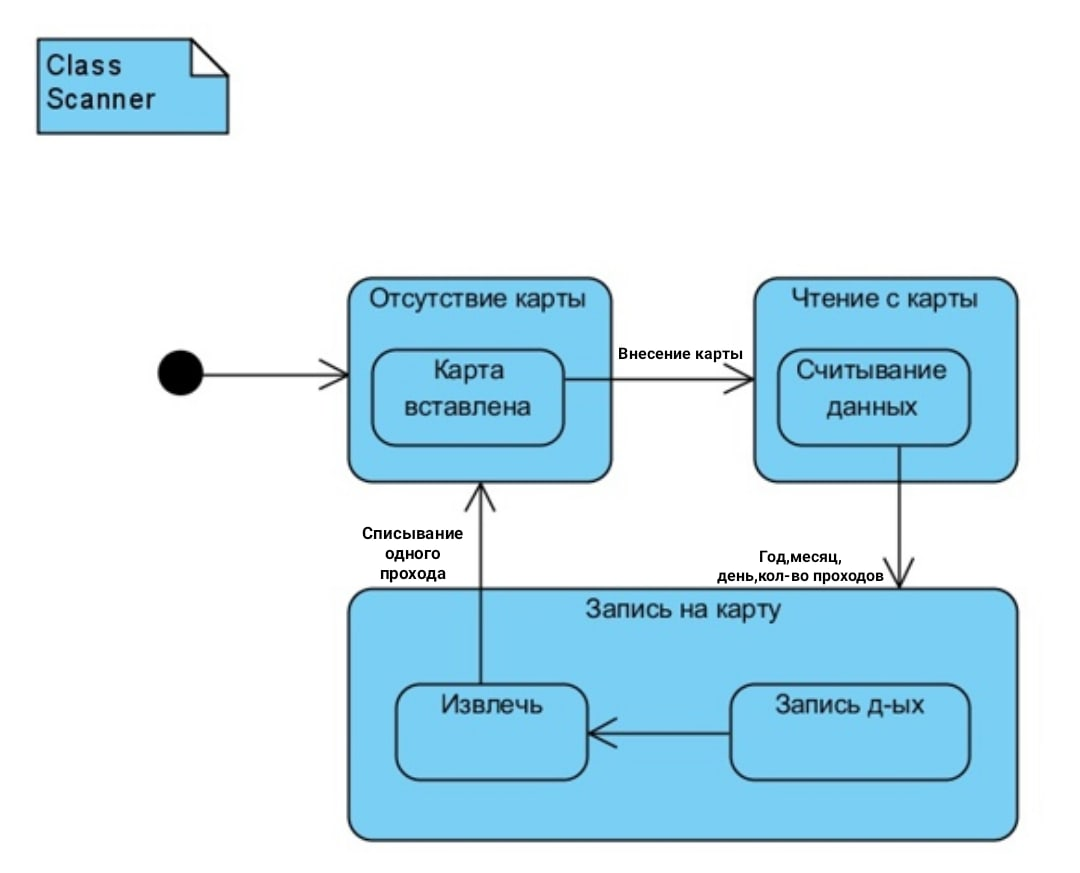 Class
Scanner
Отсутствие карты
Карта
вставлена
Внесение карты
Чтение с карты
Считывание
данных
Списывание
одного
прохода
Год,месяц,
день,кол-во проходов
Запись на карту
Извлечь
Запись д-ых